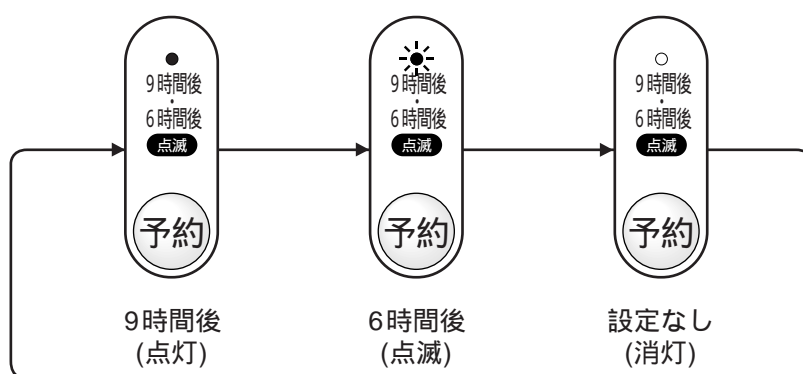 9時間後
・
6時間後
点滅
予約
9時間後
(点灯)
9時間後
・
6時間後
点滅
予約
6時間後
(点滅)
9時間後
・
6時間後
点滅
予約
設定なし
(消灯)